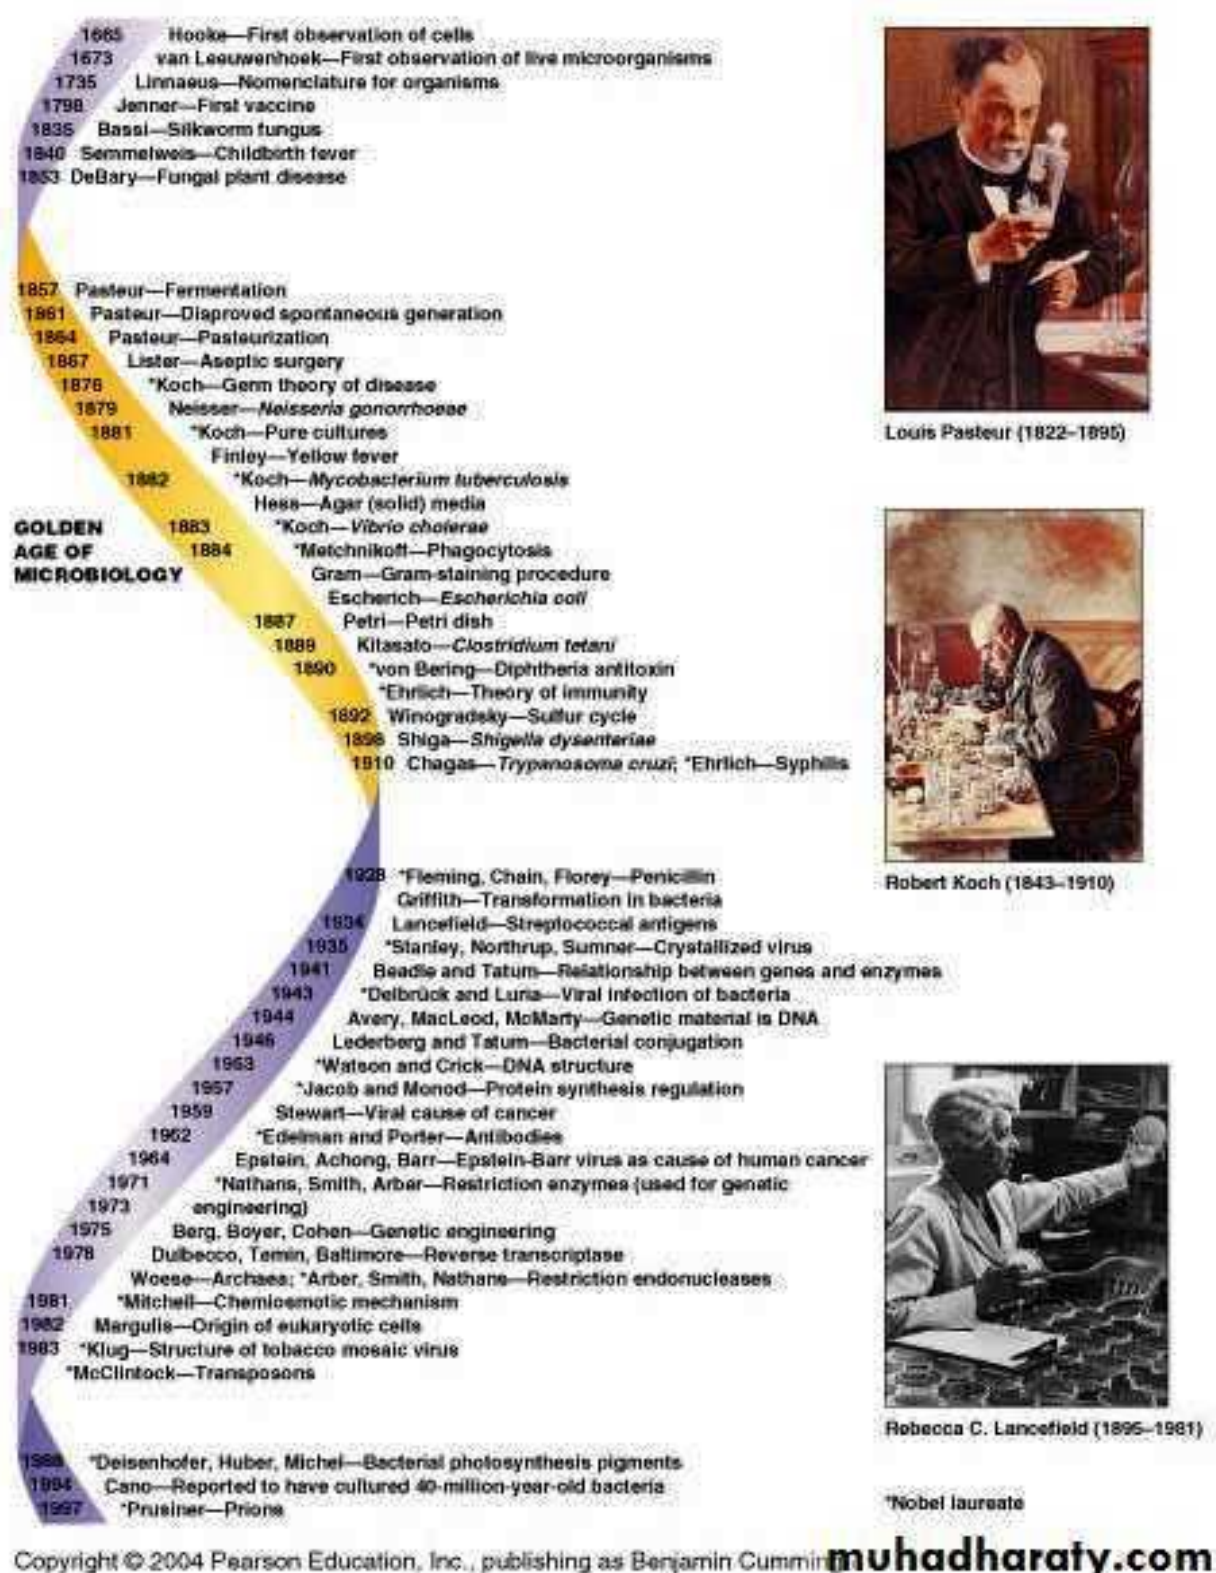 1665 Hooke—First observation of cells
1673 van Leeuwenhoek—First observation of live microorganisms
1735 Linnaeus—Nomenclature for organisms
1798 Jenner—First vaccine
1835 Bassi—Silkworm fungus
1840 Semmelweis—Childbirth fever
1853 DeBary—Fungal plant disease
1857 Pasteur—Fermentation
1861 Pasteur—Disproved spontaneous generation
1864 Pasteur—Pasteurization
1867 Lister—Aseptic surgery
1876 *Koch—Germ theory of disease
1879 Neisser—Neisseria gonorrhoeae
1881 *Koch—Pure cultures
Finley—Yellow fever
1882 *Koch—Mycobacterium tuberculosis
Hess—Agar (solid) media
1883 *Koch—Vibrio cholerae
1884 *Metchnikoff—Phagocytosis
GOLDEN
AGE OF
MICROBIOLOGY
Gram—Gram-staining procedure
Escherich—Escherichia coli
1887 Petri—Petri dish
1889 Kitasato—Clostridium tetani
1890 *von Bering—Diphtheria antitoxin
*Ehrlich—Theory of immunity
1892 Winogradsky—Sulfur cycle
1898 Shiga—Shigella dysenteriae
1910 Chagas—Trypanosoma cruzi; *Ehrlich—Syphilis
1928 *Fleming, Chain, Florey—Penicillin
Griffith—Transformation in bacteria
1934 Lancefield—Streptococcal antigens
1935 *Stanley, Northrup, Sumner—Crystallized virus
1941 Beadle and Tatum—Relationship between genes and enzymes
1943 *Delbrück and Luria—Viral infection of bacteria
1944 Avery, MacLeod, McMarty—Genetic material is DNA
1946 Lederberg and Tatum—Bacterial conjugation
1953 *Watson and Crick—DNA structure
1957 *Jacob and Monod—Protein synthesis regulation
1959 Stewart—Viral cause of cancer
1962 *Edelman and Porter—Antibodies
1964 Epstein, Achong, Barr—Epstein-Barr virus as cause of human cancer
1971 *Nathans, Smith, Arber—Restriction enzymes (used for genetic
1973 engineering)
1975 Berg, Boyer, Cohen—Genetic engineering
1978 Dulbecco, Temin, Baltimore—Reverse transcriptase
Woese—Archaea; *Arber, Smith, Nathans—Restriction endonucleases
1981 *Mitchell—Chemiosmotic mechanism
1982 Margulis—Origin of eukaryotic cells
1983 *Klug—Structure of tobacco mosaic virus
*McClintock—Transposons
1988 *Deisenhofer, Huber, Michel—Bacterial photosynthesis pigments
1994 Cano—Reported to have cultured 40-million-year-old bacteria
1997 *Prusiner—Prions
Louis Pasteur (1822–1895)
Robert Koch (1843–1910)
Rebecca C. Lancefield (1895–1981)
*Nobel laureate
Copyright © 2004 Pearson Education, Inc., publishing as Benjamin Cummin
muhadharaty.com